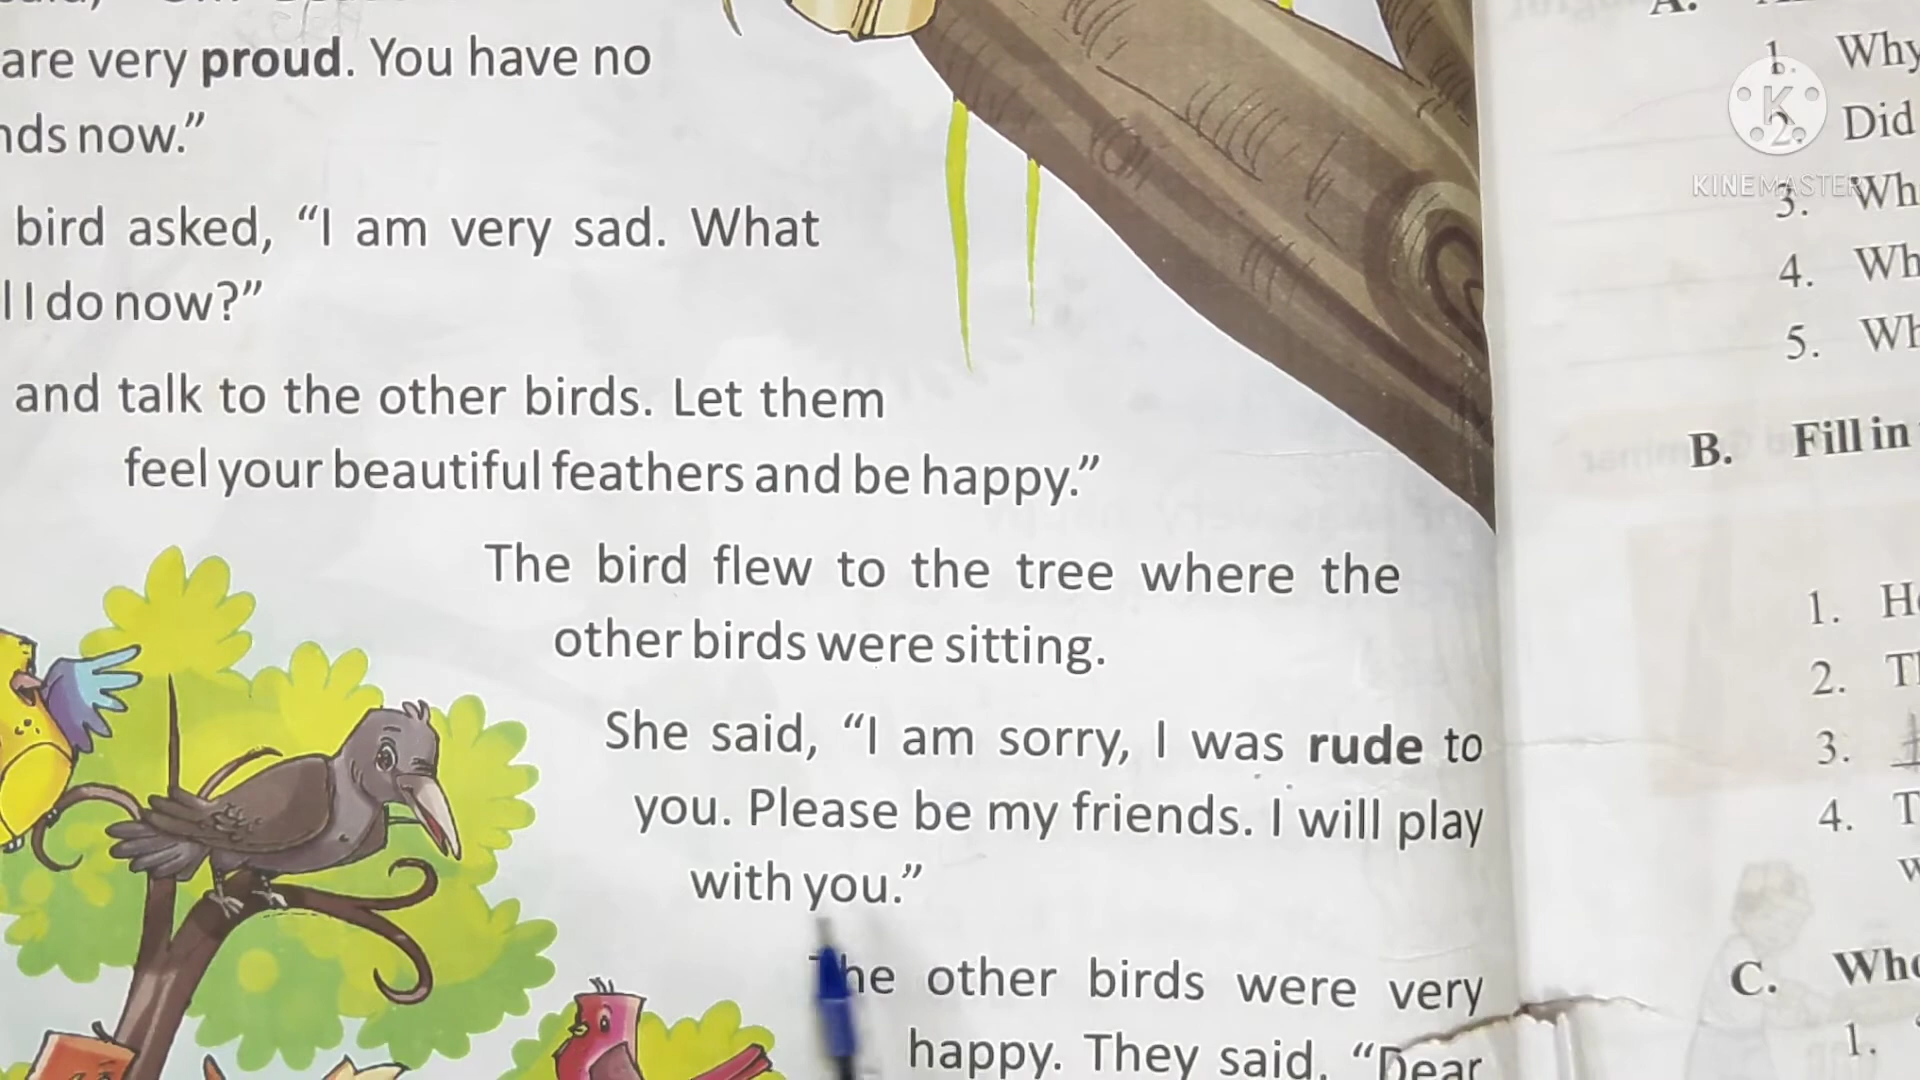 are very proud. You have no
now.”
bird asked, “I am very sad. What
I do now?”
and talk to the other birds. Let them
feel your beautiful feathers and be happy.”
The bird flew to the tree where the
other birds were sitting.
She said, “I am sorry, I was rude to
you. Please be my friends. I will play
with you.”
The other birds were very
happy. They said, “Dear
A.
1. Why
2. Did
3.
4.
5.
B. Fill in
1.
2.
3.
4.
C.
1.
KINEMASTER